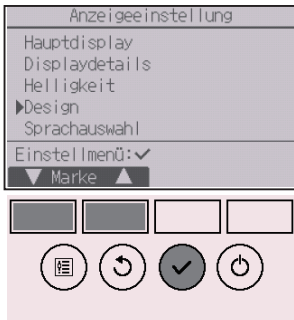 Anzeigeeinstellung
Hauptdisplay
Displaydetails
Helligkeit
▶Design
Sprachauswahl
Einstellmenü:✓
▼ Marke ▲